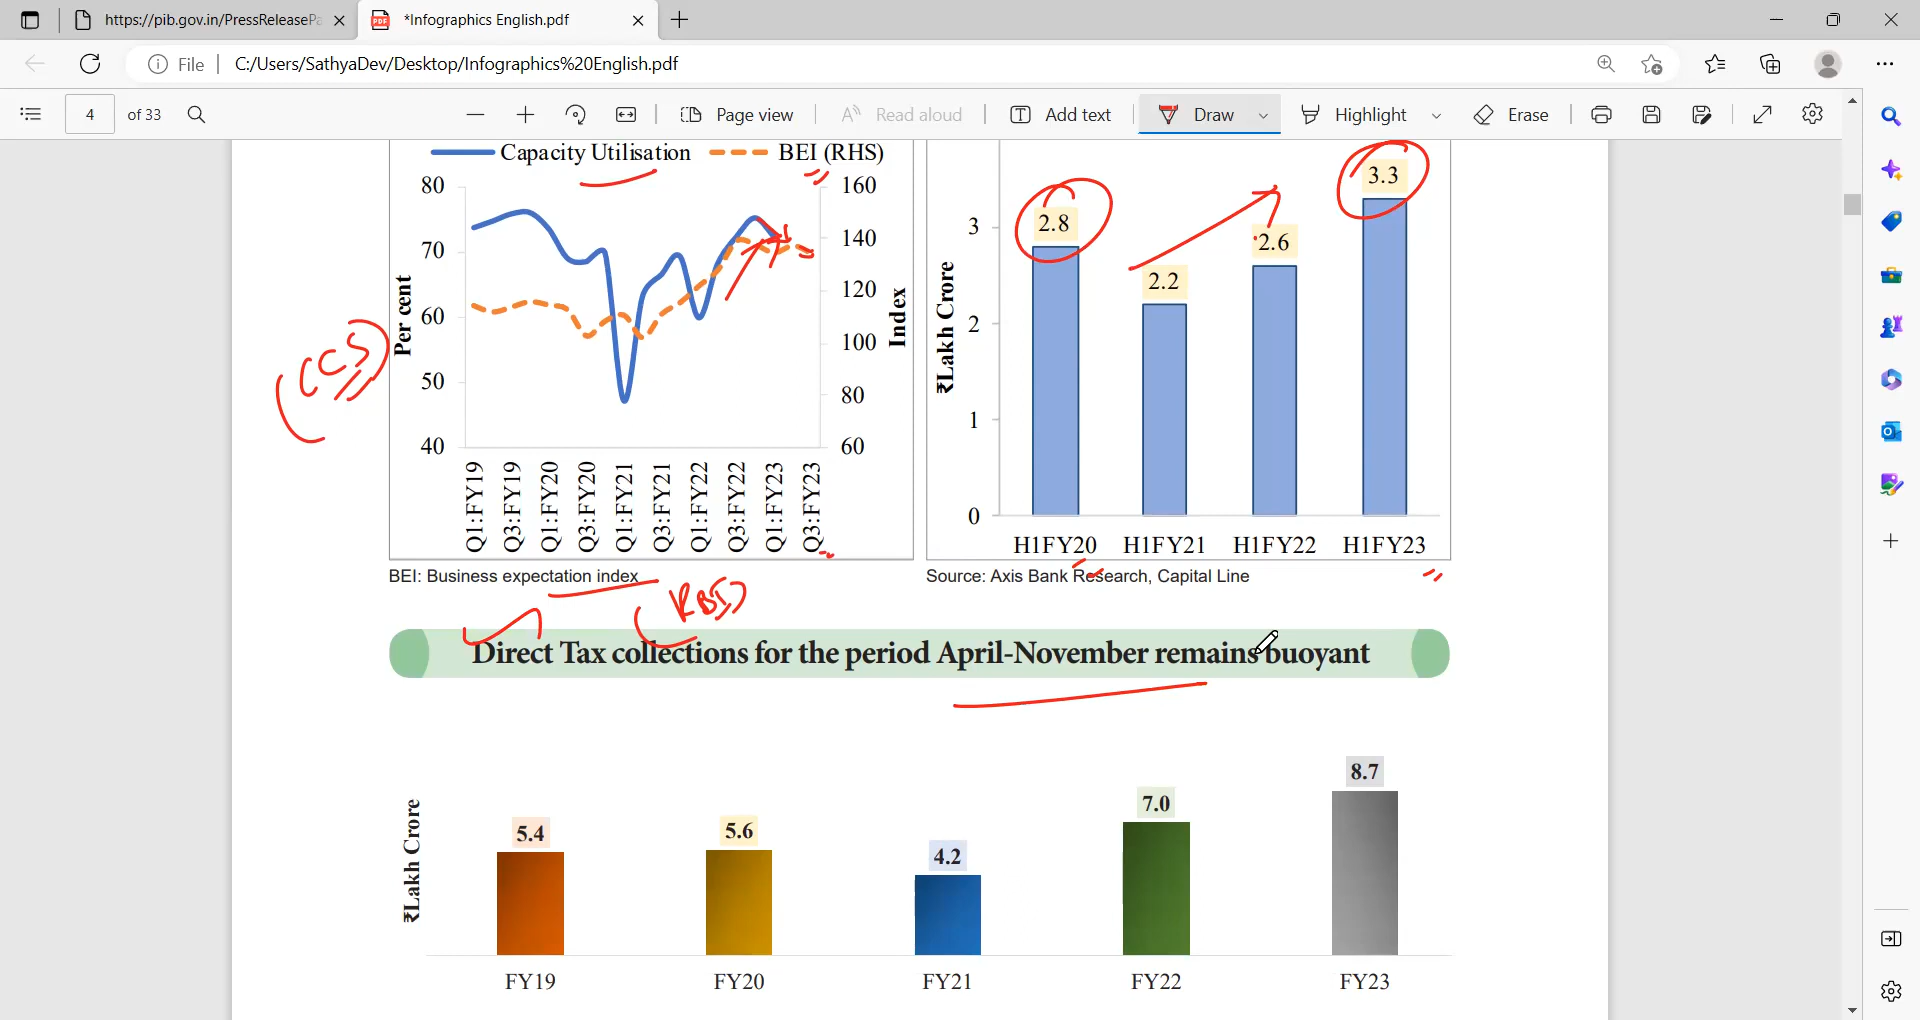 https://pib.gov.in/PressReleasePa
*Infographics English.pdf
File
C:/Users/SathyaDev/Desktop/Infographics%20English.pdf
4
of 33
Page view
Read aloud
Add text
Draw
Highlight
Erase
Capacity Utilisation
BEI (RHS)
80
70
60
50
40
Per cent
160
140
120
100
80
60
Index
Q1:FY19
Q3:FY19
Q1:FY20
Q3:FY20
Q1:FY21
Q3:FY21
Q1:FY22
Q3:FY22
Q1:FY23
Q3:FY23
BEI: Business expectation index
₹Lakh Crore
3
2
1
0
2.8
2.2
2.6
3.3
H1FY20
H1FY21
H1FY22
H1FY23
Source: Axis Bank Research, Capital Line
(RBI)
Direct Tax collections for the period April-November remains buoyant
₹Lakh Crore
5.4
5.6
4.2
7.0
8.7
FY19
FY20
FY21
FY22
FY23